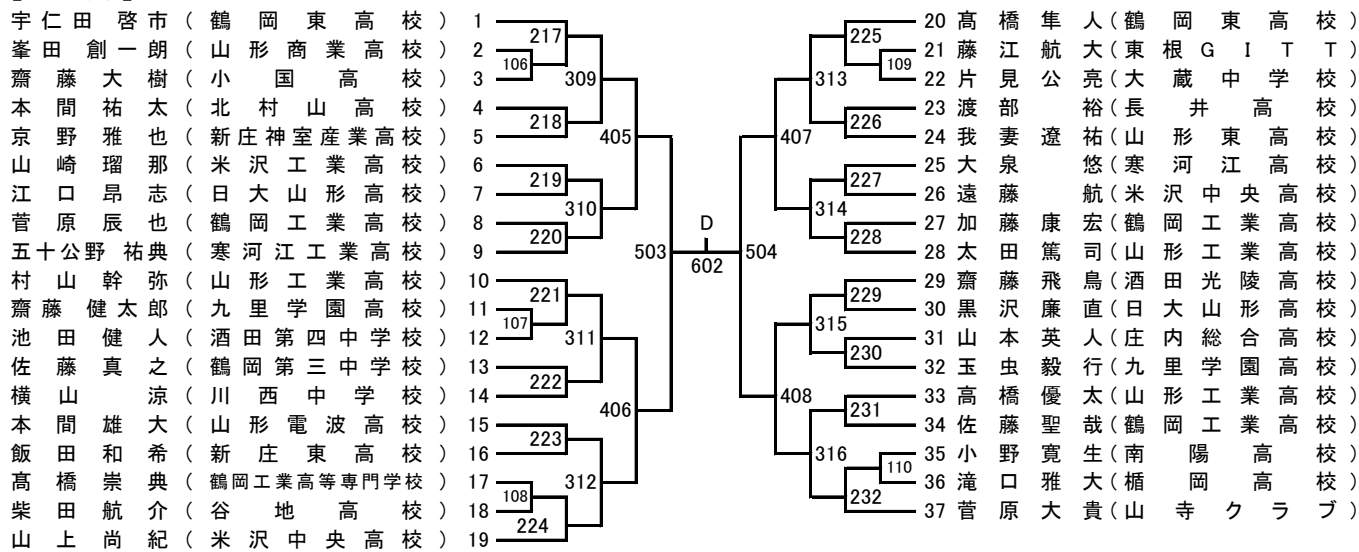 宇仁田 啓市 ( 鶴岡東高校 ) 1
峯田 創一朗 ( 山形商業高校 ) 2
齋藤大樹 ( 小国高校 ) 3
本間祐太 ( 北村山高校 ) 4
京野雅也 ( 新庄神室産業高校 ) 5
山崎瑠那 ( 米沢工業高校 ) 6
江口昂志 ( 日大山形高校 ) 7
菅原辰也 ( 鶴岡工業高校 ) 8
五十公野 祐典 ( 寒河江工業高校 ) 9
村山幹弥 ( 山形工業高校 ) 10
齋藤 健太郎 ( 九里学園高校 ) 11
池田健人 ( 酒田第四中学校 ) 12
佐藤真之 ( 鶴岡第三中学校 ) 13
横山涼 ( 川西中学校 ) 14
本間雄大 ( 山形電波高校 ) 15
飯田和希 ( 新庄東高校 ) 16
髙橋崇典 ( 鶴岡工業高等専門学校 ) 17
柴田航介 ( 谷地高校 ) 18
山上尚紀 ( 米沢中央高校 ) 19
217
106
309
218
405
219
310
220
503
221
107
311
222
406
223
312
108
224
D
602
225
109
313
226
407
227
314
228
504
229
315
230
408
231
316
110
232
20 髙橋隼人 ( 鶴岡東高校 )
21 藤江航大 ( 東根GITT )
22 片見公亮 ( 大蔵中学校 )
23 渡部裕 ( 長井高校 )
24 我妻遼祐 ( 山形東高校 )
25 大泉悠 ( 寒河江高校 )
26 遠藤航 ( 米沢中央高校 )
27 加藤康宏 ( 鶴岡工業高校 )
28 太田篤司 ( 山形工業高校 )
29 齋藤飛鳥 ( 酒田光陵高校 )
30 黒沢廉直 ( 日大山形高校 )
31 山本英人 ( 庄内総合高校 )
32 玉虫毅行 ( 九里学園高校 )
33 高橋優太 ( 山形工業高校 )
34 佐藤聖哉 ( 鶴岡工業高校 )
35 小野寛生 ( 南陽高校 )
36 滝口雅大 ( 楯岡高校 )
37 菅原大貴 ( 山寺クラブ )